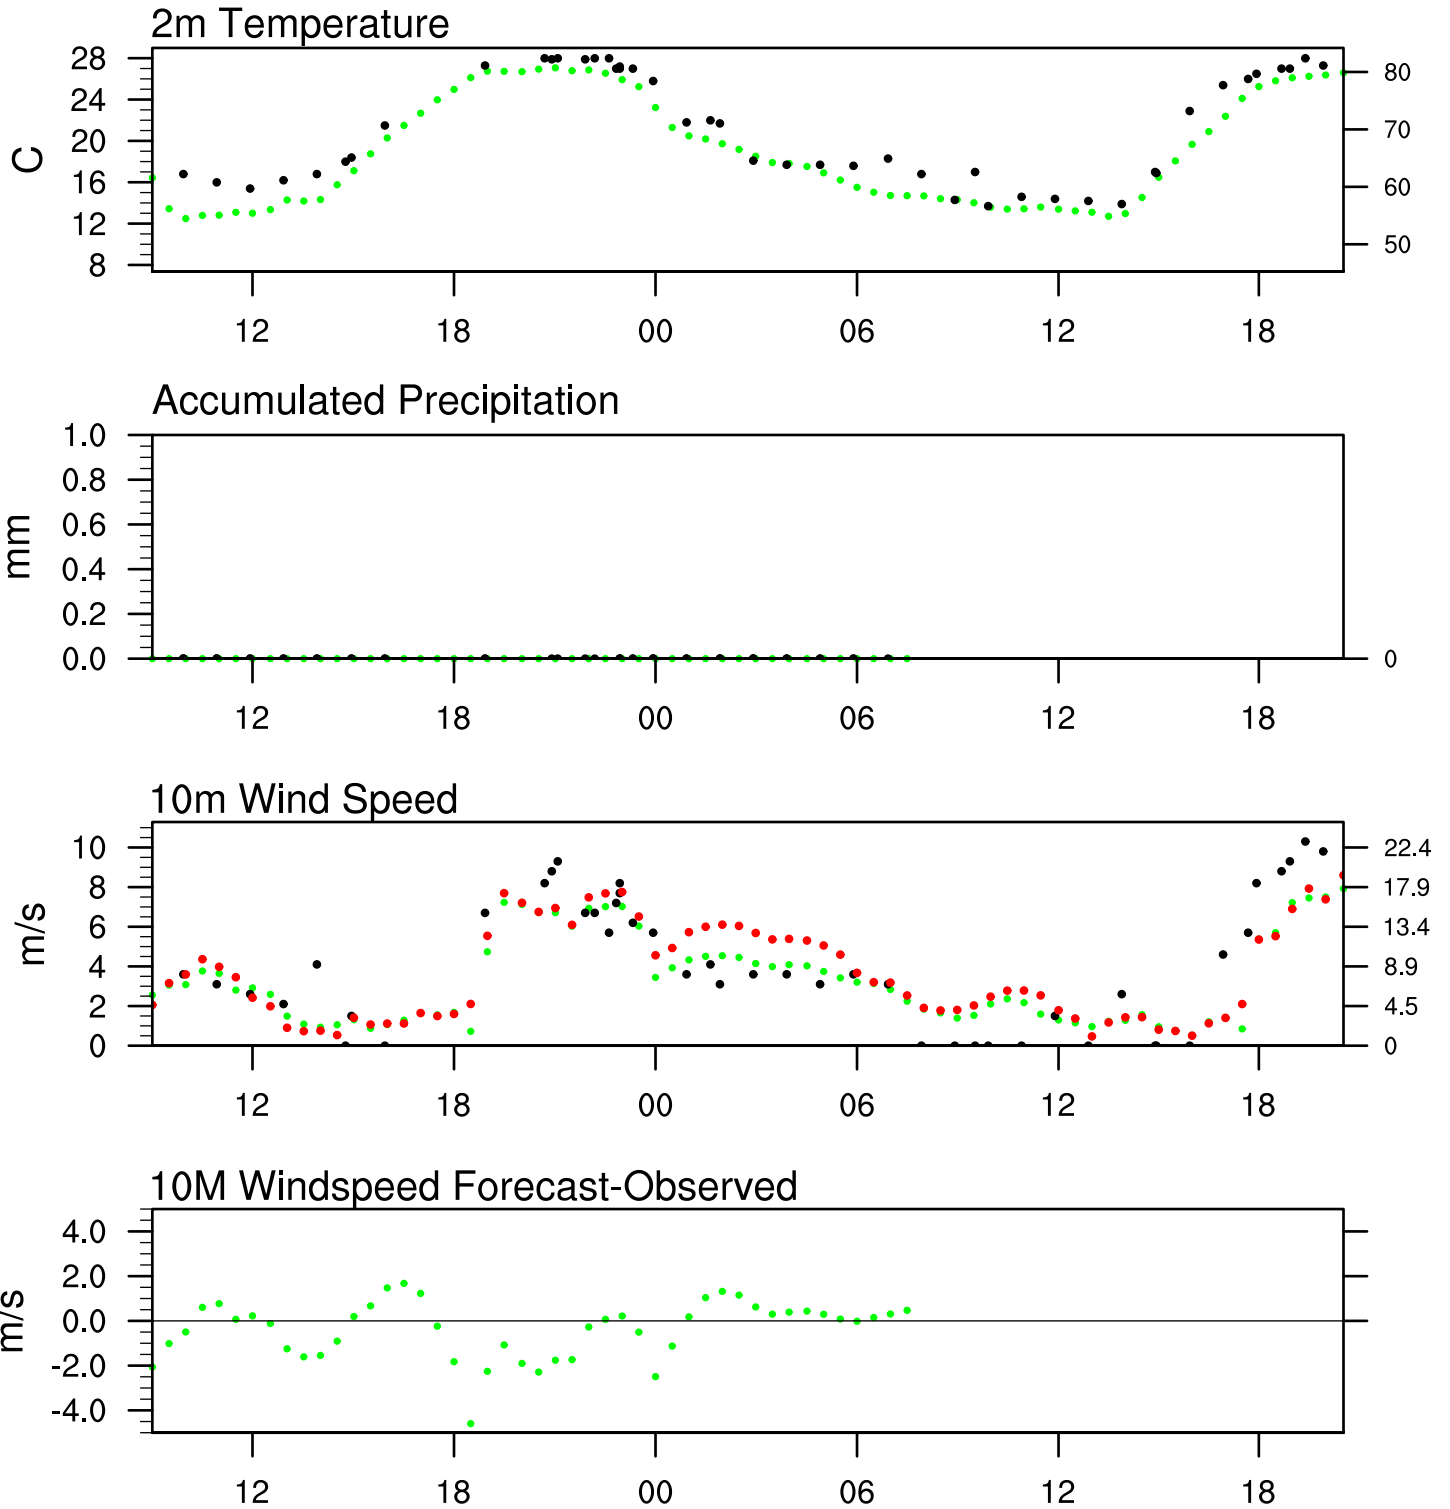 2m Temperature
28
24
20
16
12
8
C
80
70
60
50
12 18 00 06 12 18
Accumulated Precipitation
1.0
0.8
0.6
0.4
0.2
0.0
mm
0
12 18 00 06 12 18
10m Wind Speed
10
8
6
4
2
0
m/s
22.4
17.9
13.4
8.9
4.5
0
12 18 00 06 12 18
10M Windspeed Forecast-Observed
4.0
2.0
0.0
-2.0
-4.0
m/s
12 18 00 06 12 18